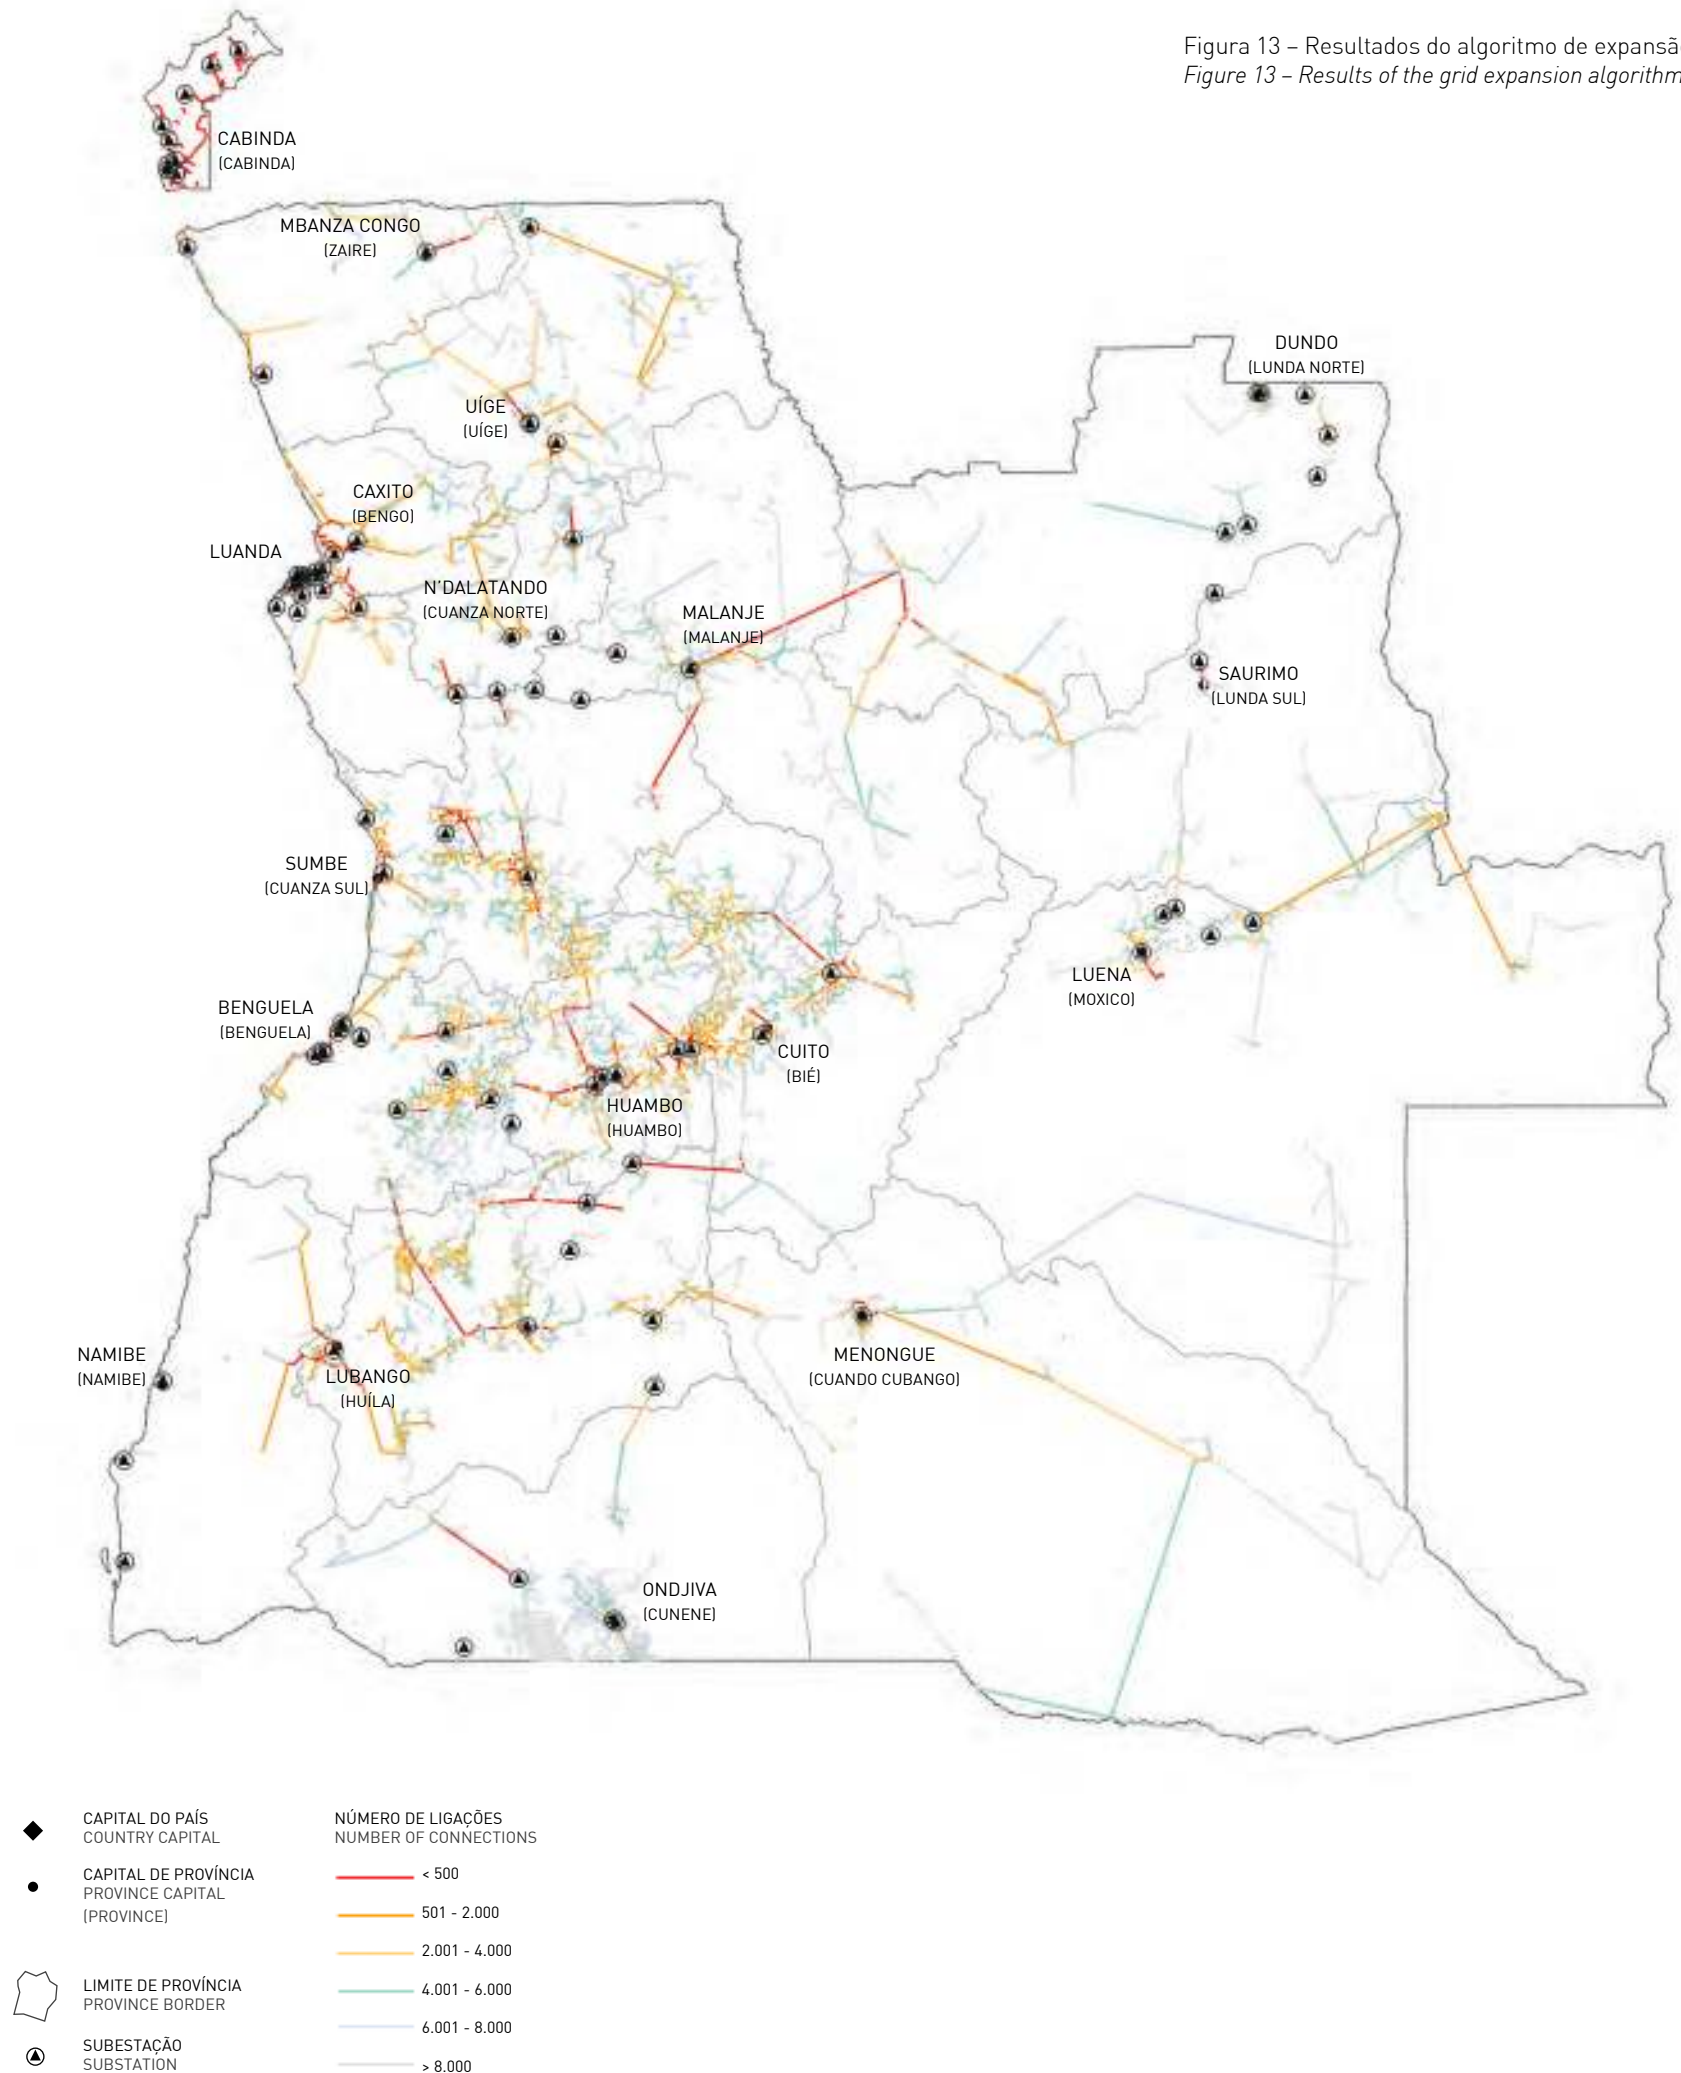 Figura 13 – Resultados do algoritmo de
Figure 13 – Results of the grid expansion algorithm
CABINDA
(CABINDA)
MBANZA CONGO
(ZAIRE)
DUNDO
(LUNDA NORTE)
UÍGE
(UÍGE)
CAXITO
(BENGO)
LUANDA
N'DALATANDO
(CUANZA NORTE)
MALANJE
(MALANJE)
SAURIMO
(LUNDA SUL)
SUMBE
(CUANZA SUL)
LUENA
(MOXICO)
BENGUELA
(BENGUELA)
CUITO
(BIÉ)
HUAMBO
(HUAMBO)
NAMIBE
(NAMIBE)
LUBANGO
(HUÍLA)
MENONGUE
(CUANDO CUBANGO)
ONDJIVA
(CUNENE)
CAPITAL DO PAÍS
COUNTRY CAPITAL
CAPITAL DE PROVÍNCIA
PROVINCE CAPITAL
(PROVINCE)
LIMITE DE PROVÍNCIA
PROVINCE BORDER
SUBESTAÇÃO
SUBSTATION
NÚMERO DE LIGAÇÕES
NUMBER OF CONNECTIONS
< 500
501 - 2.000
2.001 - 4.000
4.001 - 6.000
6.001 - 8.000
> 8.000